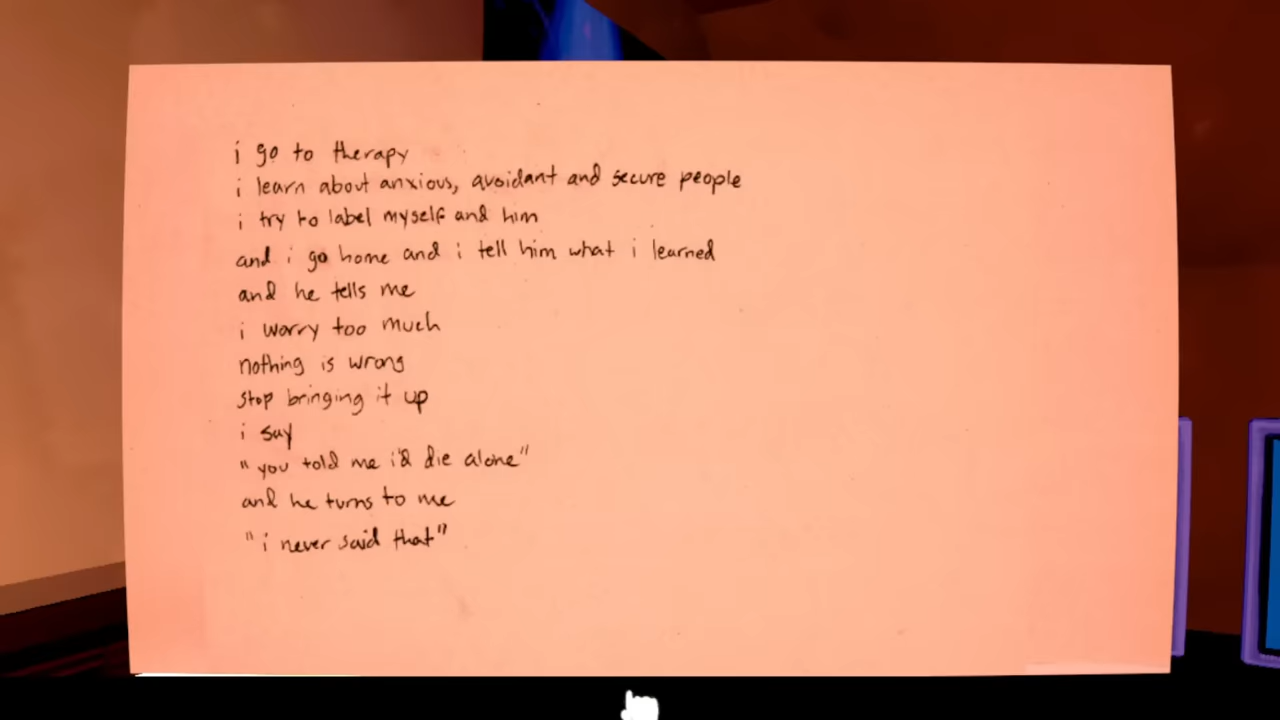 i go to therapy
i learn about anxious, avoidant and secure people
i try to label myself and him
and i go home and i tell him what i learned
and he tells me
i worry too much
nothing is wrong
stop bringing it up
i say
"you told me i'd die alone"
and he turns to me
"i never said that"